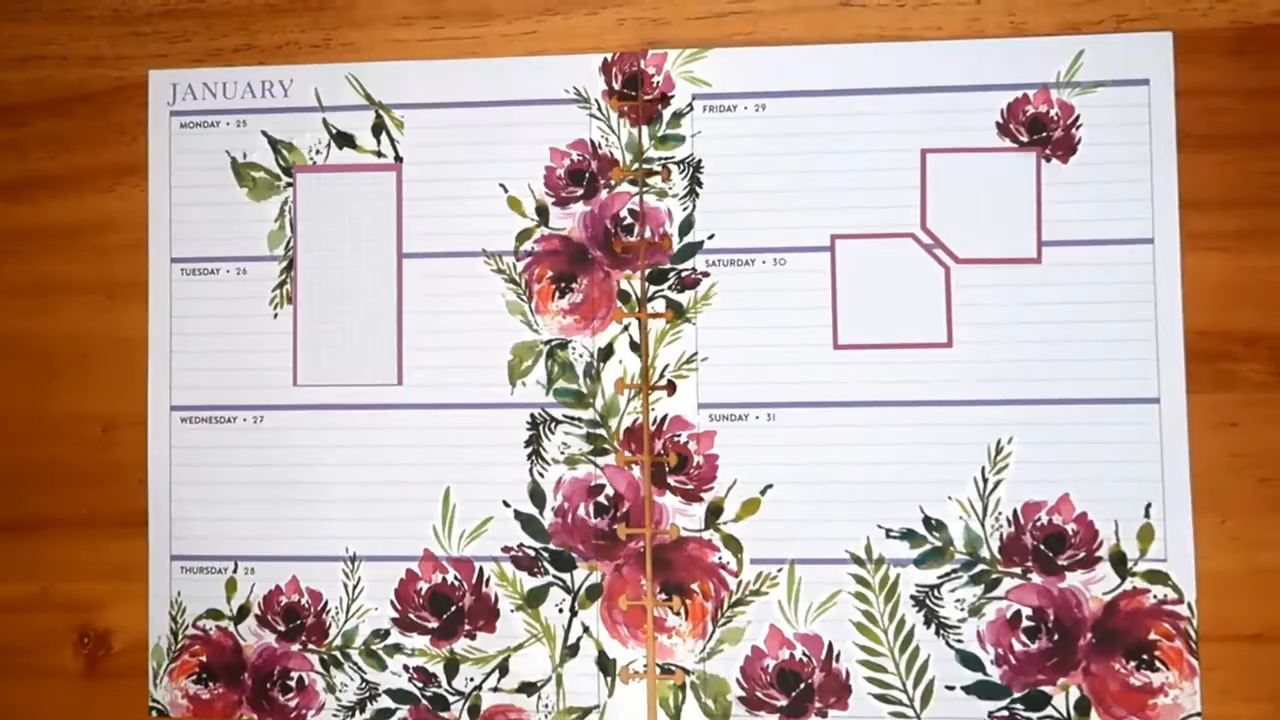 JANUARY
MONDAY • 25
TUESDAY • 26
WEDNESDAY • 27
THURSDAY • 28
FRIDAY • 29
SATURDAY • 30
SUNDAY • 31